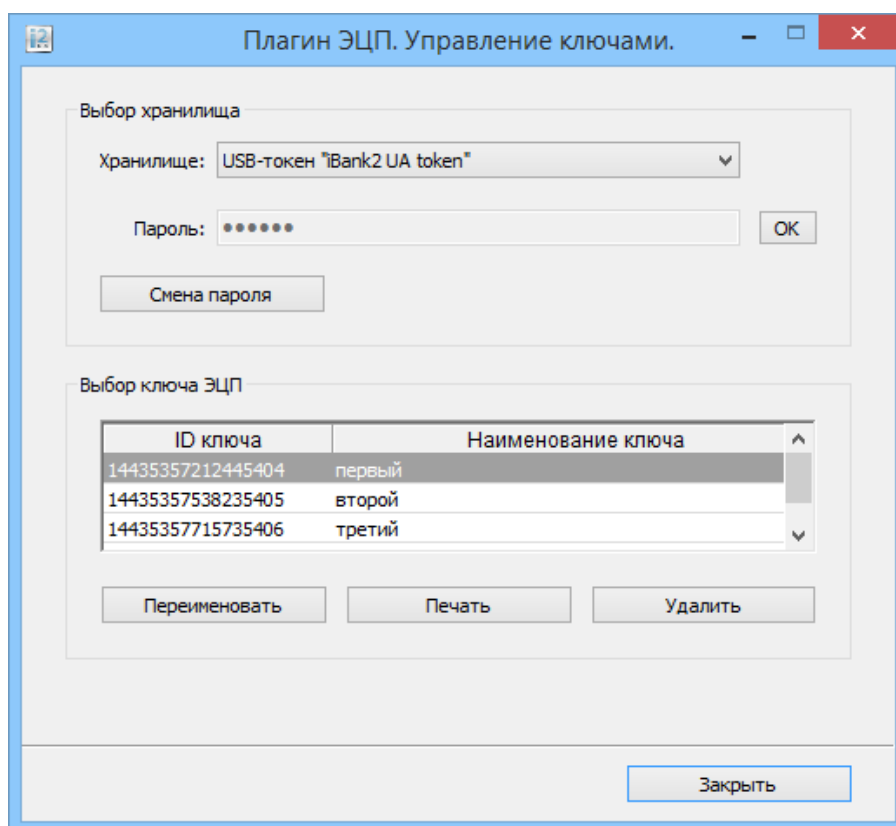 i2
Плагин ЭЦП. Управление ключами.
Выбор хранилища
Хранилище: USB-токен "iBank2 UA token"
Пароль: ●●●●●● OK
Смена пароля
Выбор ключа ЭЦП
ID ключа Наименование ключа
14435357212445404 первый
14435357538235405 второй
14435357715735406 третий
Переименовать Печать Удалить
Закрыть